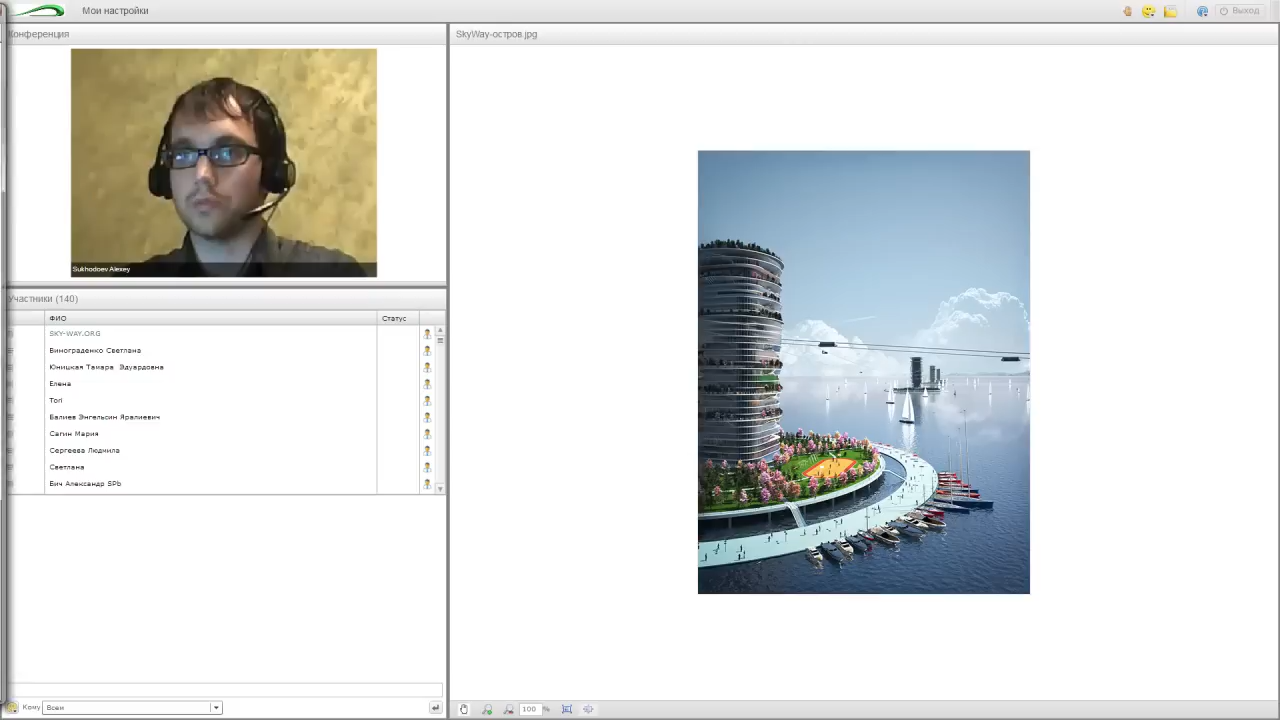 Мои настройки
Выход
Конференция
SkyWay-остров.jpg
Sukhodoev Alexey
Участники (140)
ФИО
Статус
SKY-WAY.ORG
Винограденко Светлана
Юницкая Тамара Эдуардовна
Елена
Tori
Валиев Энгельсин Яралиевич
Сагин Мария
Сергеева Людмила
Светлана
Бич Александр SPb
Кому
Всем
100 %